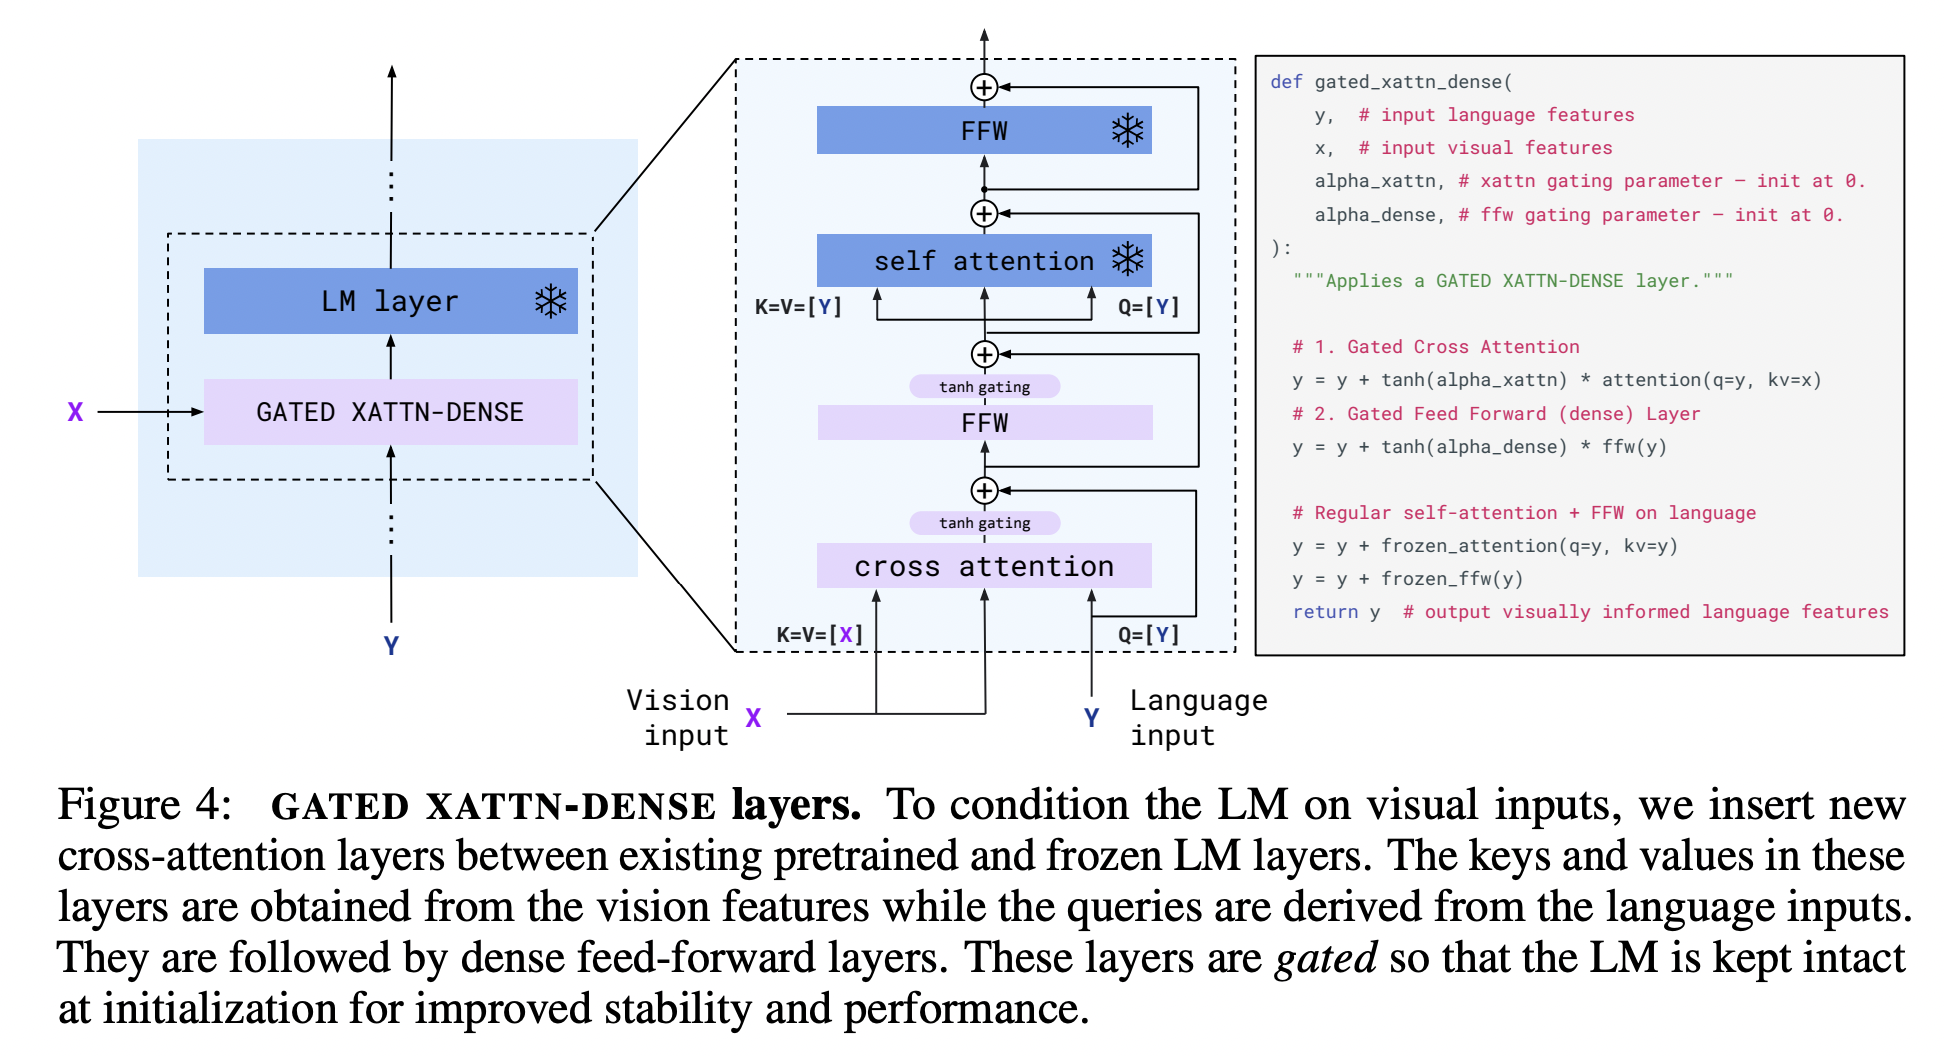 LM layer
X
GATED XATTN-DENSE
Y
FFW
self attention
K=V=[Y]
Q=[Y]
tanh gating
FFW
tanh gating
cross attention
K=V=[X]
Q=[Y]
Vision
input
X
Y
Language
input
def gated_xattn_dense(
y, # input language features
x, # input visual features
alpha_xattn, # xattn gating parameter – init at 0.
alpha_dense, # ffw gating parameter – init at 0.
):
"""Applies a GATED XATTN-DENSE layer."""
# 1. Gated Cross Attention
y = y + tanh(alpha_xattn) * attention(q=y, kv=x)
# 2. Gated Feed Forward (dense) Layer
y = y + tanh(alpha_dense) * ffw(y)
# Regular self-attention + FFW on language
y = y + frozen_attention(q=y, kv=y)
y = y + frozen_ffw(y)
return y # output visually informed language features
Figure 4: GATED XATTN-DENSE layers. To condition the LM on visual inputs, we insert new
cross-attention layers between existing pretrained and frozen LM layers. The keys and values in these
layers are obtained from the vision features while the queries are derived from the language inputs.
They are followed by dense feed-forward layers. These layers are gated so that the LM is kept intact
at initialization for improved stability and performance.